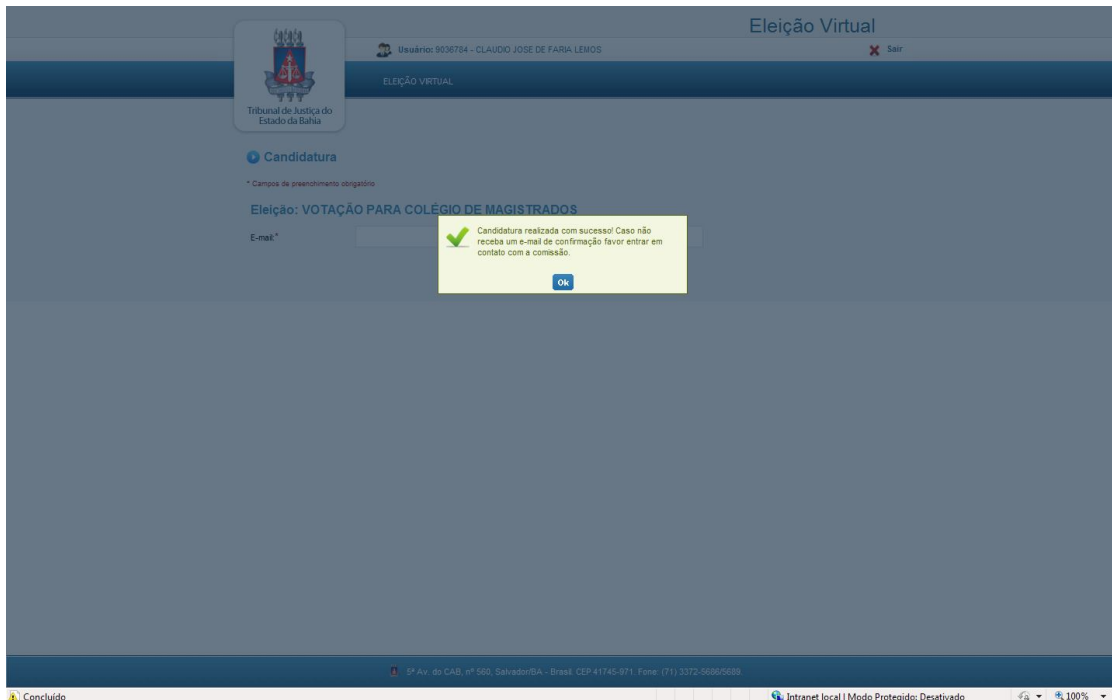 Eleição Virtual
Usuário: 9036784 - CLAUDIO JOSE DE FARIA LEMOS
Sair
ELEIÇÃO VIRTUAL
Tribunal de Justiça do
Estado da Bahia
Candidatura
* Campos de preenchimento obrigatório
Eleição: VOTAÇÃO PARA COLÉGIO DE MAGISTRADOS
E-mail:*
Candidatura realizada com sucesso! Caso não
receba um e-mail de confirmação favor entrar em
contato com a comissão.
Ok
5ª Av. do CAB, nº 560, Salvador/BA - Brasil. CEP 41745-971. Fone: (71) 3372-5686/5689.
Concluído
Intranet local | Modo Protegido: Desativado
100%